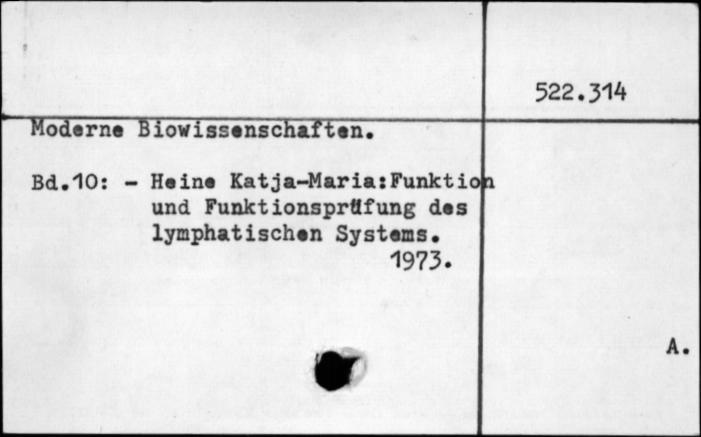 522.314
Moderne Biowissenschaften.
Bd.10: - Heine Katja-Maria:Funktion
und Funktionsprüfung des
lymphatischen Systems.
1973.
A.